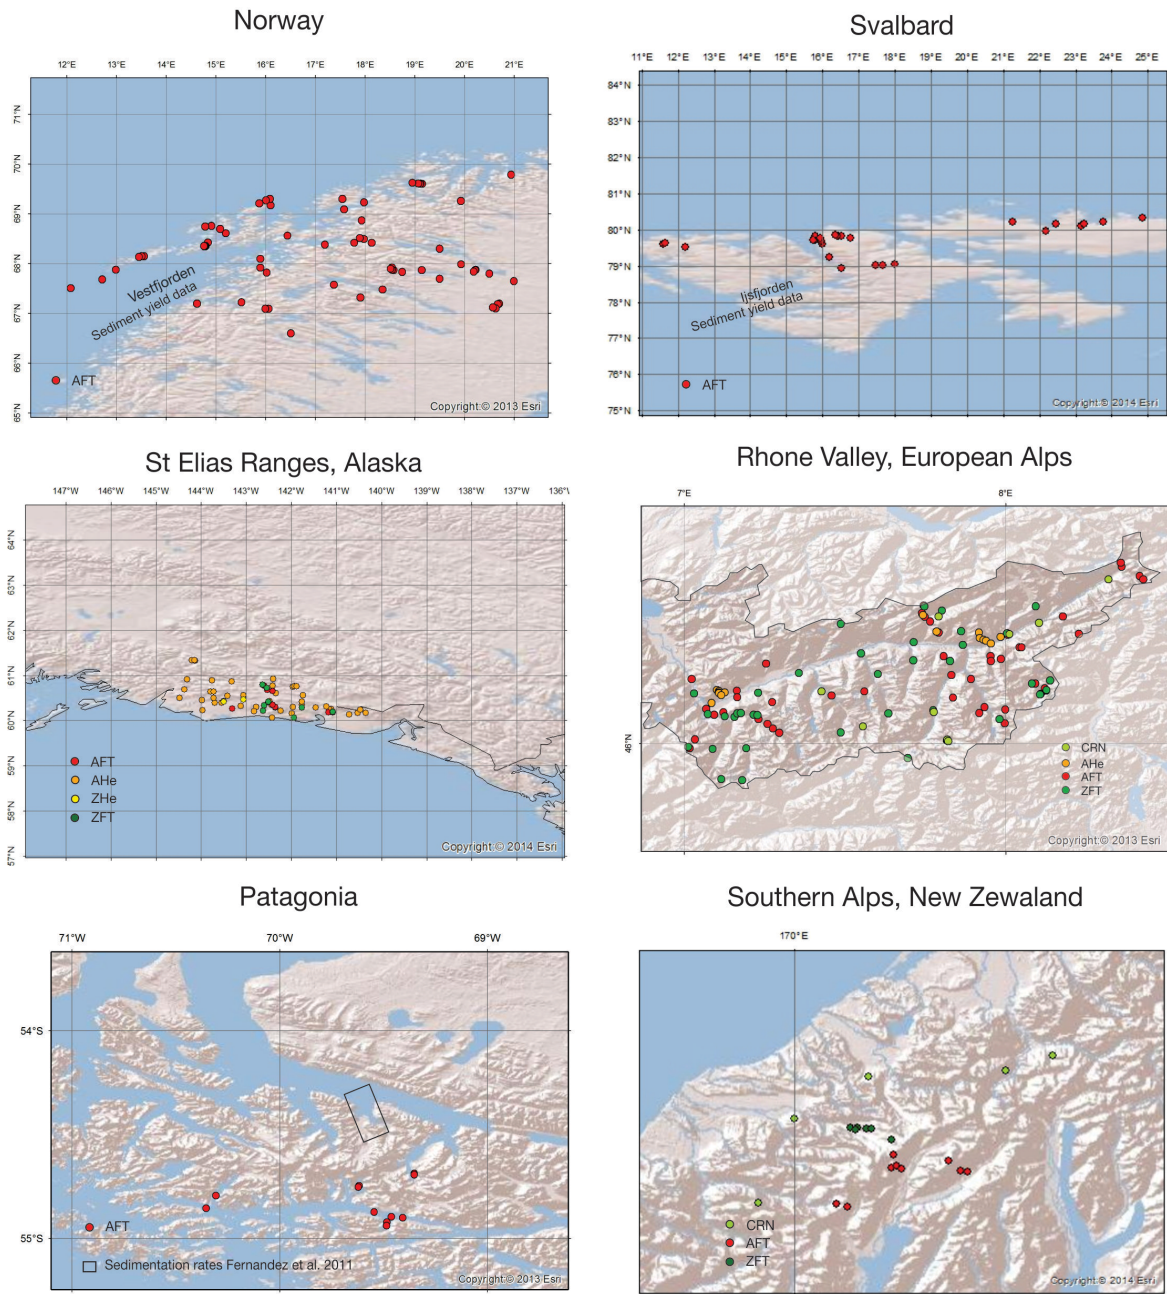 Norway
12°E 13°E 14°E 15°E 16°E 17°E 18°E 19°E 20°E 21°E
71°N
70°N
69°N
68°N
67°N
66°N
65°N
Vestfjorden
Sediment yield data
AFT
Copyright:© 2013 Esri
Svalbard
11°E 12°E 13°E 14°E 15°E 16°E 17°E 18°E 19°E 20°E 21°E 22°E 23°E 24°E 25°E
84°N
83°N
82°N
81°N
80°N
79°N
78°N
77°N
76°N
75°N
Ijsfjorden
Sediment yield data
AFT
Copyright:© 2014 Esri
St Elias Ranges, Alaska
147°W 146°W 145°W 144°W 143°W 142°W 141°W 140°W 139°W 138°W 137°W 136°W
64°N
63°N
62°N
61°N
60°N
59°N
58°N
57°N
AFT
AHe
ZHe
ZFT
Copyright:© 2014 Esri
Rhone Valley, European Alps
7°E 8°E
46°N
CRN
AHe
AFT
ZFT
Copyright:© 2013 Esri
Patagonia
71°W 70°W 69°W
54°S
55°S
AFT
Sedimentation rates Fernandez et al. 2011
Copyright:© 2013 Esri
Southern Alps, New Zewaland
170°E
CRN
AFT
ZFT
Copyright:© 2014 Esri